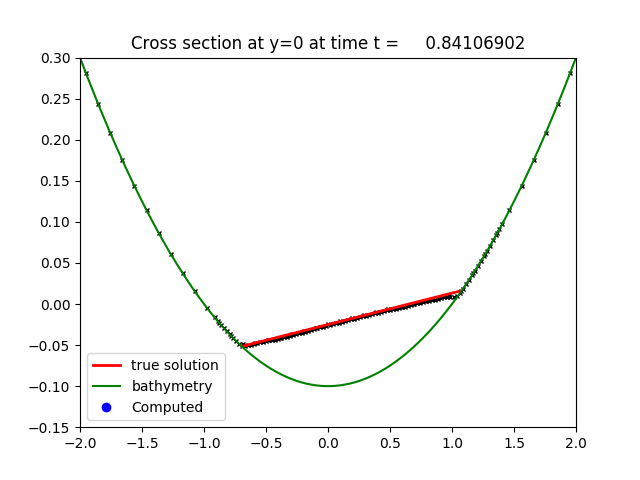 Cross section at y=0 at time t = 0.84106902
0.30
0.25
0.20
0.15
0.10
0.05
0.00
−0.05
−0.10
−0.15
true solution
bathymetry
Computed
−2.0 −1.5 −1.0 −0.5 0.0 0.5 1.0 1.5 2.0